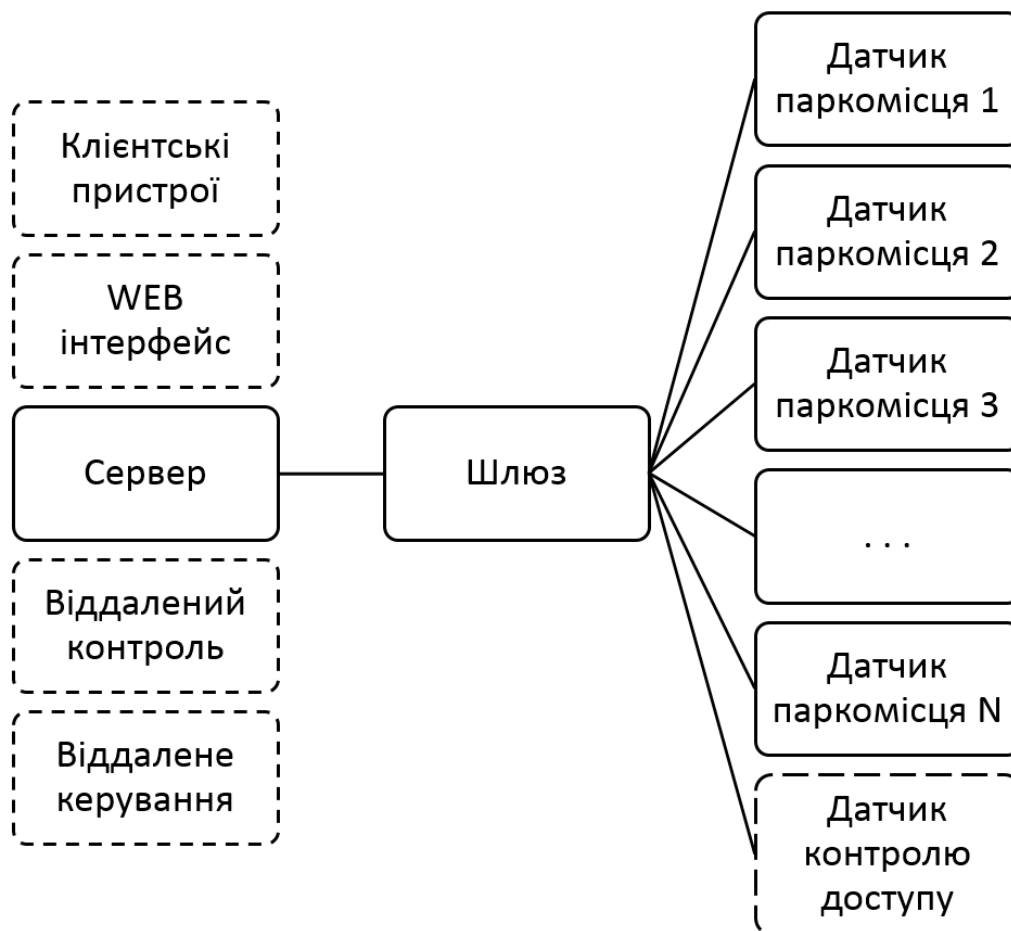 Клієнтські
пристрої
WEB
інтерфейс
Сервер
Віддалений
контроль
Віддалене
керування
Шлюз
Датчик
паркомісця 1
Датчик
паркомісця 2
Датчик
паркомісця 3
. . .
Датчик
паркомісця N
Датчик
контролю
доступу